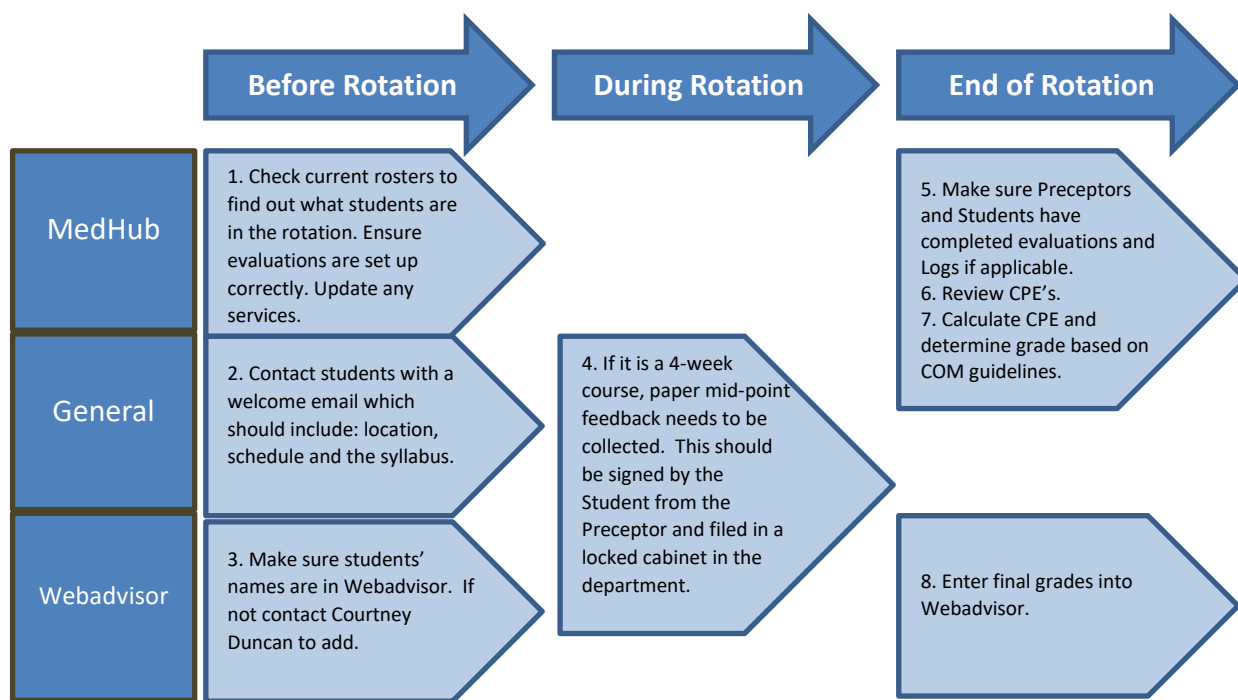 Before Rotation
During Rotation
End of Rotation
MedHub
1. Check current rosters to
find out what students are
in the rotation. Ensure
evaluations are set up
correctly. Update any
services.
5. Make sure Preceptors
and Students have
completed evaluations and
Logs if applicable.
6. Review CPE's.
7. Calculate CPE and
determine grade based on
COM guidelines.
General
2. Contact students with a
welcome email which
should include: location,
schedule and the syllabus.
4. If it is a 4-week
course, paper mid-point
feedback needs to be
collected.  This should
be signed by the
Student from the
Preceptor and filed in a
locked cabinet in the
department.
Webadvisor
3. Make sure students’
names are in Webadvisor.  If
not contact Courtney
Duncan to add.
8. Enter final grades into
Webadvisor.